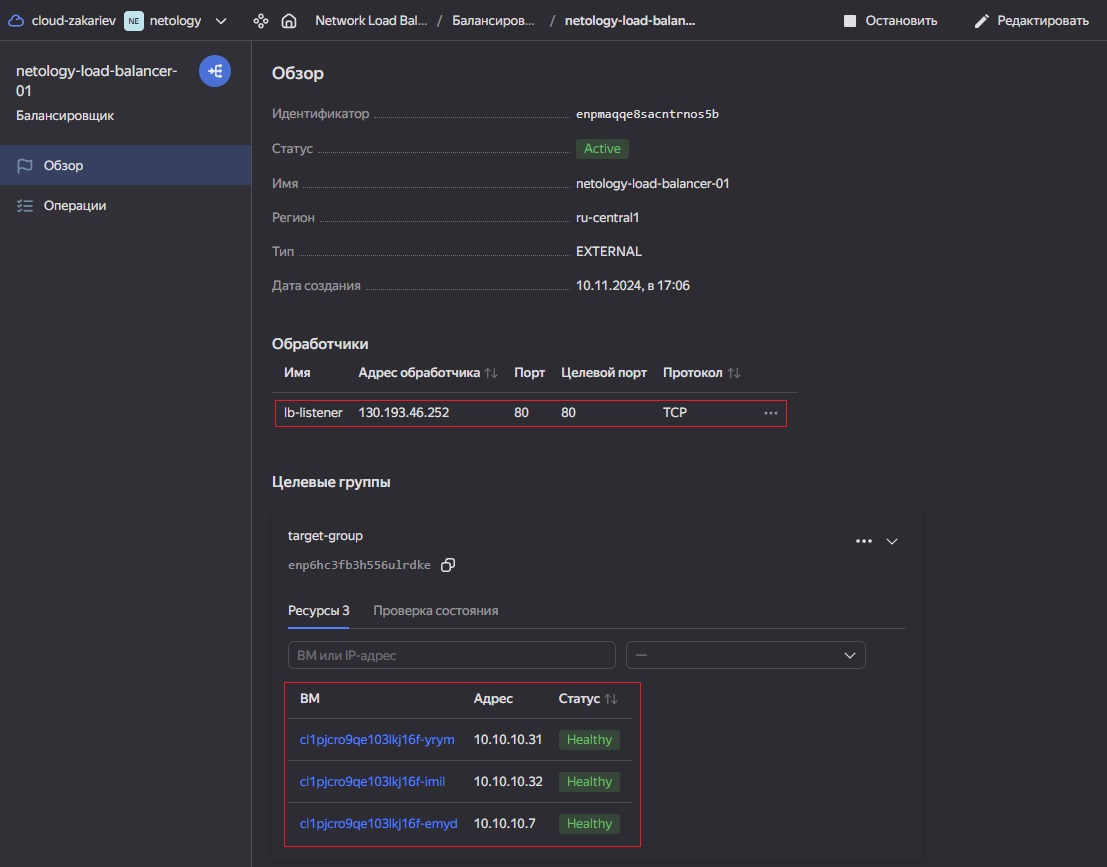 cloud-zakariev NE netology Network Load Bal... / Балансиров... / netology-load-balan... Остановить Редактировать
netology-load-balancer-
01
Балансировщик
Обзор
Операции
Обзор
Идентификатор enpmaqqe8sacntrnos5b
Статус Active
Имя netology-load-balancer-01
Регион ru-central1
Тип EXTERNAL
Дата создания 10.11.2024, в 17:06
Обработчики
Имя Адрес обработчика Порт Целевой порт Протокол
lb-listener 130.193.46.252 80 80 TCP
Целевые группы
target-group
enp6hc3fb3h556ulrdke
Ресурсы 3 Проверка состояния
ВМ или IP-адрес —
ВМ Адрес Статус
cl1pjcro9qe103lkj16f-yrym 10.10.10.31 Healthy
cl1pjcro9qe103lkj16f-imil 10.10.10.32 Healthy
cl1pjcro9qe103lkj16f-emyd 10.10.10.7 Healthy